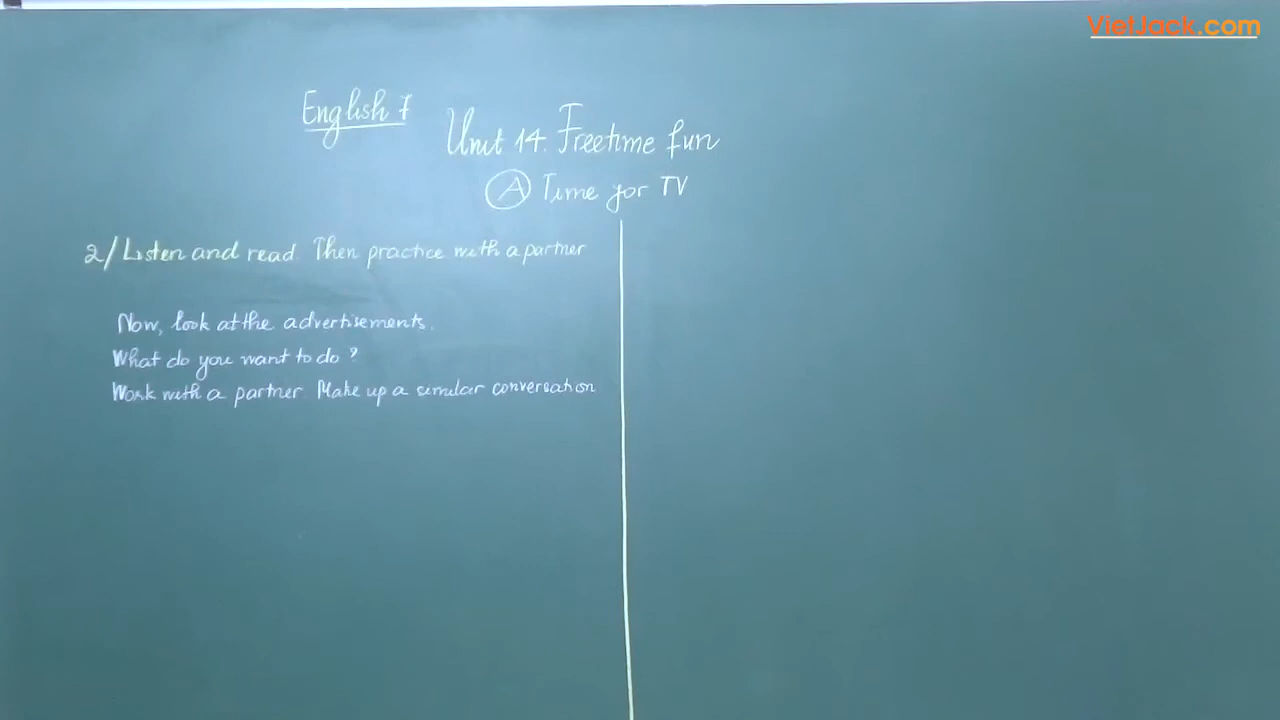 VietJack.com
English 7
Unit 14. Freetime fun
A Time for TV
2/ Listen and read. Then practice with a partner
Now, look at the advertisements.
What do you want to do ?
Work with a partner. Make up a similar conversation